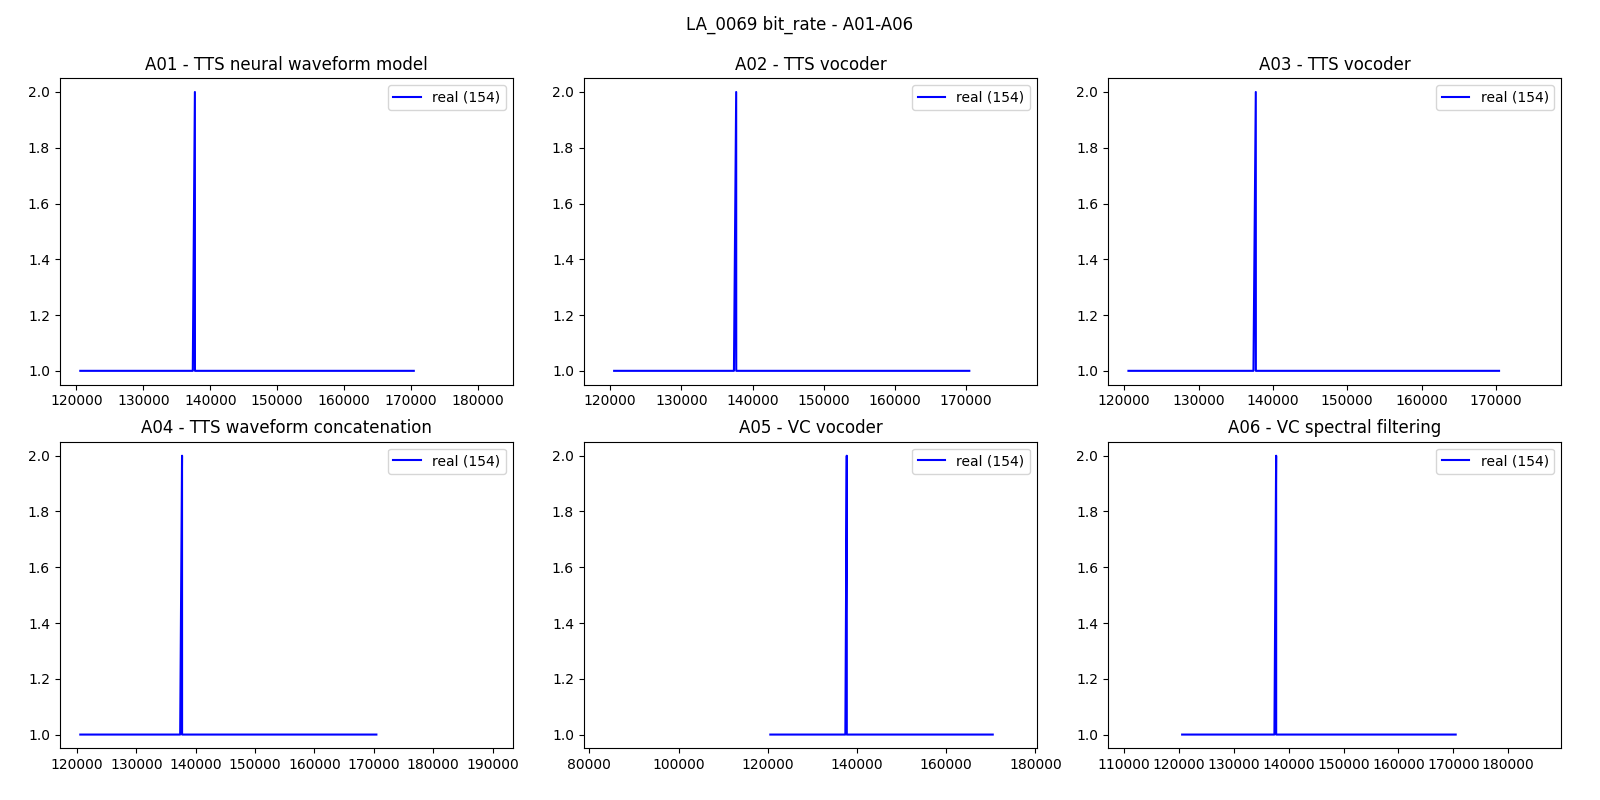 LA_0069 bit_rate - A01-A06
A01 - TTS neural waveform model
2.0
1.8
1.6
1.4
1.2
1.0
real (154)
120000 130000 140000 150000 160000 170000 180000
A02 - TTS vocoder
2.0
1.8
1.6
1.4
1.2
1.0
real (154)
120000 130000 140000 150000 160000 170000
A03 - TTS vocoder
2.0
1.8
1.6
1.4
1.2
1.0
real (154)
120000 130000 140000 150000 160000 170000
A04 - TTS waveform concatenation
2.0
1.8
1.6
1.4
1.2
1.0
real (154)
120000 130000 140000 150000 160000 170000 180000 190000
A05 - VC vocoder
2.0
1.8
1.6
1.4
1.2
1.0
real (154)
80000 100000 120000 140000 160000 180000
A06 - VC spectral filtering
2.0
1.8
1.6
1.4
1.2
1.0
real (154)
110000 120000 130000 140000 150000 160000 170000 180000